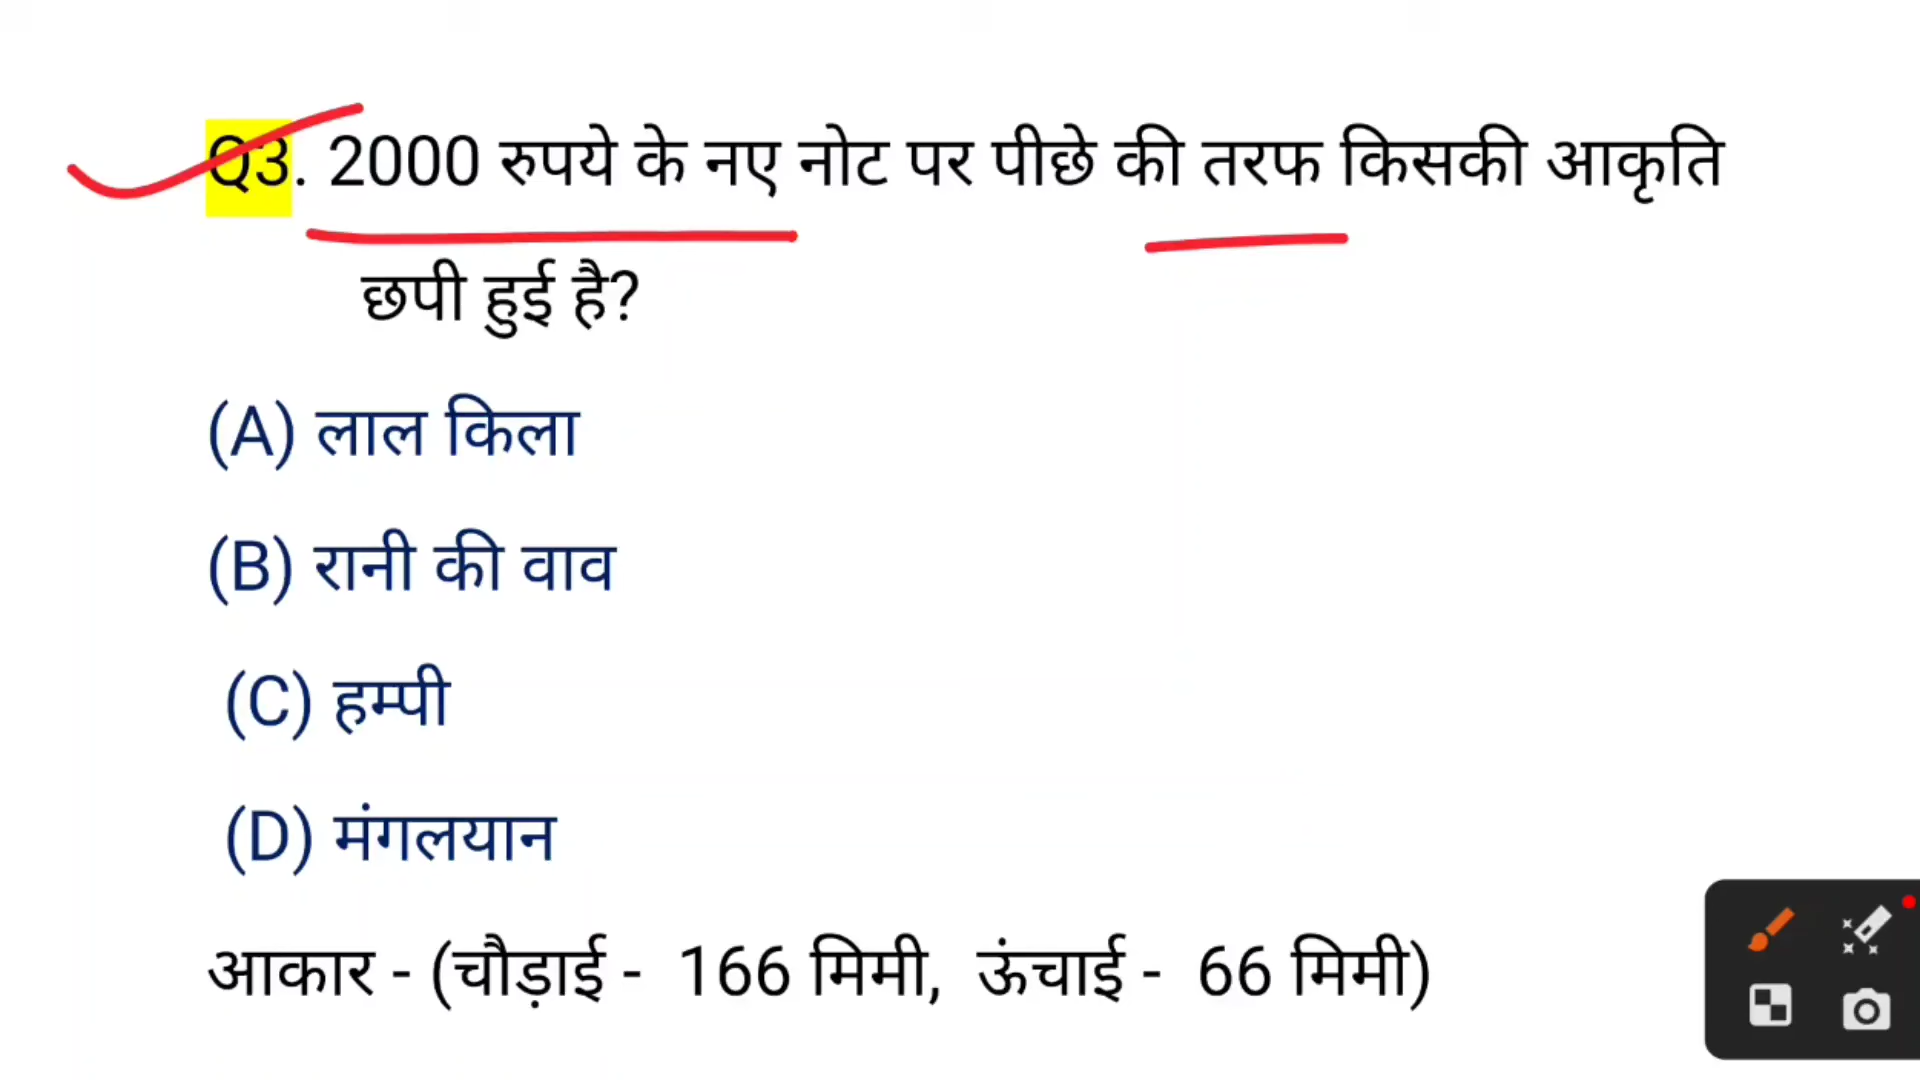 Q3. 2000 रुपये के नए नोट पर पीछे की तरफ किसकी आकृति
छपी हुई है?
(A) लाल किला
(B) रानी की वाव
(C) हम्पी
(D) मंगलयान
आकार - (चौड़ाई - 166 मिमी, ऊंचाई - 66 मिमी)